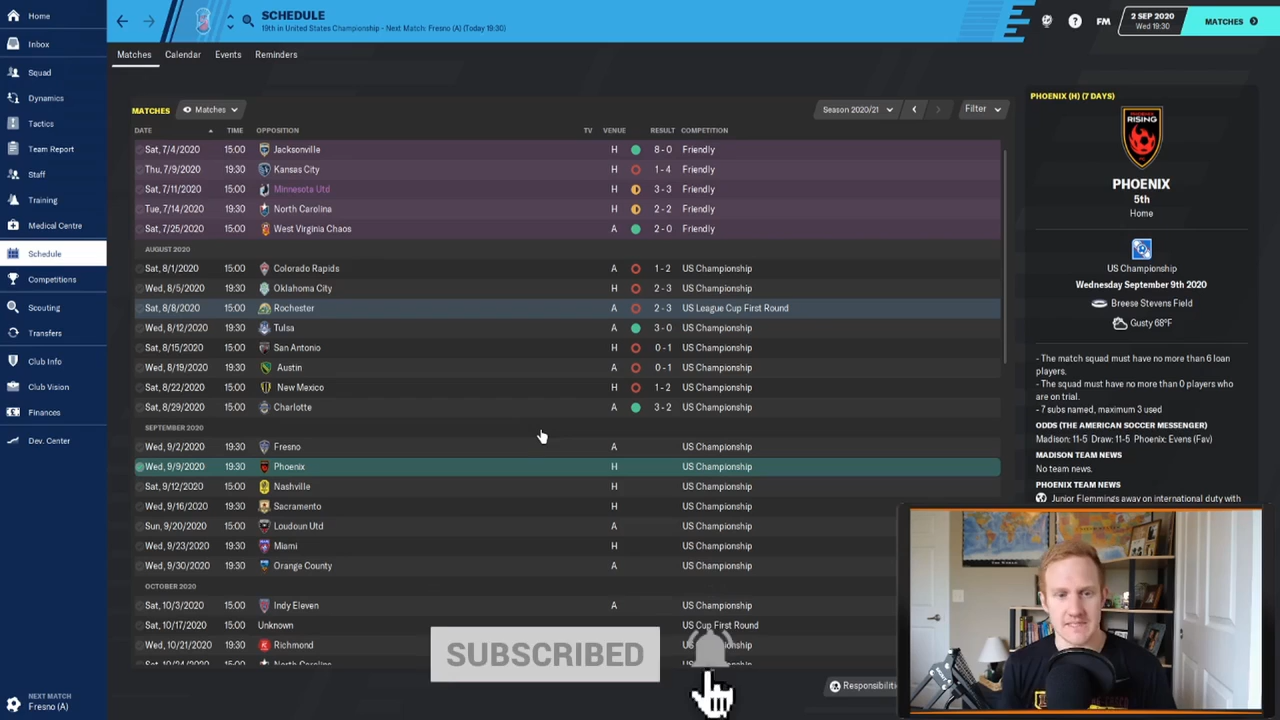 Home
Inbox
Squad
Dynamics
Tactics
Team Report
Staff
Training
Medical Centre
Schedule
Competitions
Scouting
Transfers
Club Info
Club Vision
Finances
Dev. Center
NEXT MATCH
Fresno (A)
SCHEDULE
19th in United States Championship - Next Match: Fresno (A) (Today 19:30)
? FM 2 SEP 2020 Wed 19:30 MATCHES
Matches Calendar Events Reminders
MATCHES Matches Season 2020/21 Filter
DATE TIME OPPOSITION TV VENUE RESULT COMPETITION
Sat, 7/4/2020 15:00 Jacksonville H 8 - 0 Friendly
Thu, 7/9/2020 19:30 Kansas City H 1 - 4 Friendly
Sat, 7/11/2020 15:00 Minnesota Utd H 3 - 3 Friendly
Tue, 7/14/2020 19:30 North Carolina H 2 - 2 Friendly
Sat, 7/25/2020 15:00 West Virginia Chaos A 2 - 0 Friendly
AUGUST 2020
Sat, 8/1/2020 15:00 Colorado Rapids A 1 - 2 US Championship
Wed, 8/5/2020 19:30 Oklahoma City A 2 - 3 US Championship
Sat, 8/8/2020 15:00 Rochester A 2 - 3 US League Cup First Round
Wed, 8/12/2020 19:30 Tulsa A 3 - 0 US Championship
Sat, 8/15/2020 15:00 San Antonio H 0 - 1 US Championship
Wed, 8/19/2020 19:30 Austin A 0 - 1 US Championship
Sat, 8/22/2020 15:00 New Mexico H 1 - 2 US Championship
Sat, 8/29/2020 15:00 Charlotte A 3 - 2 US Championship
SEPTEMBER 2020
Wed, 9/2/2020 19:30 Fresno A US Championship
Wed, 9/9/2020 19:30 Phoenix H US Championship
Sat, 9/12/2020 15:00 Nashville H US Championship
Wed, 9/16/2020 19:30 Sacramento H US Championship
Sun, 9/20/2020 15:00 Loudoun Utd A US Championship
Wed, 9/23/2020 19:30 Miami H US Championship
Wed, 9/30/2020 19:30 Orange County A US Championship
OCTOBER 2020
Sat, 10/3/2020 15:00 Indy Eleven A US Championship
Sat, 10/17/2020 15:00 Unknown US Cup First Round
Wed, 10/21/2020 19:30 Richmond
Sat, 10/24/2020 15:00 North Carolina
SUBSCRIBED
Responsibiliti
PHOENIX (H) (7 DAYS)
PHOENIX RISING FC
PHOENIX
5th
Home
US Championship
Wednesday September 9th 2020
Breese Stevens Field
Gusty 68°F
- The match squad must have no more than 6 loan
players.
- The squad must have no more than 0 players who
are on trial.
- 7 subs named, maximum 3 used
ODDS (THE AMERICAN SOCCER MESSENGER)
Madison: 11-5 Draw: 11-5 Phoenix: Evens (Fav)
MADISON TEAM NEWS
No team news.
PHOENIX TEAM NEWS
Junior Flemmings away on international duty with